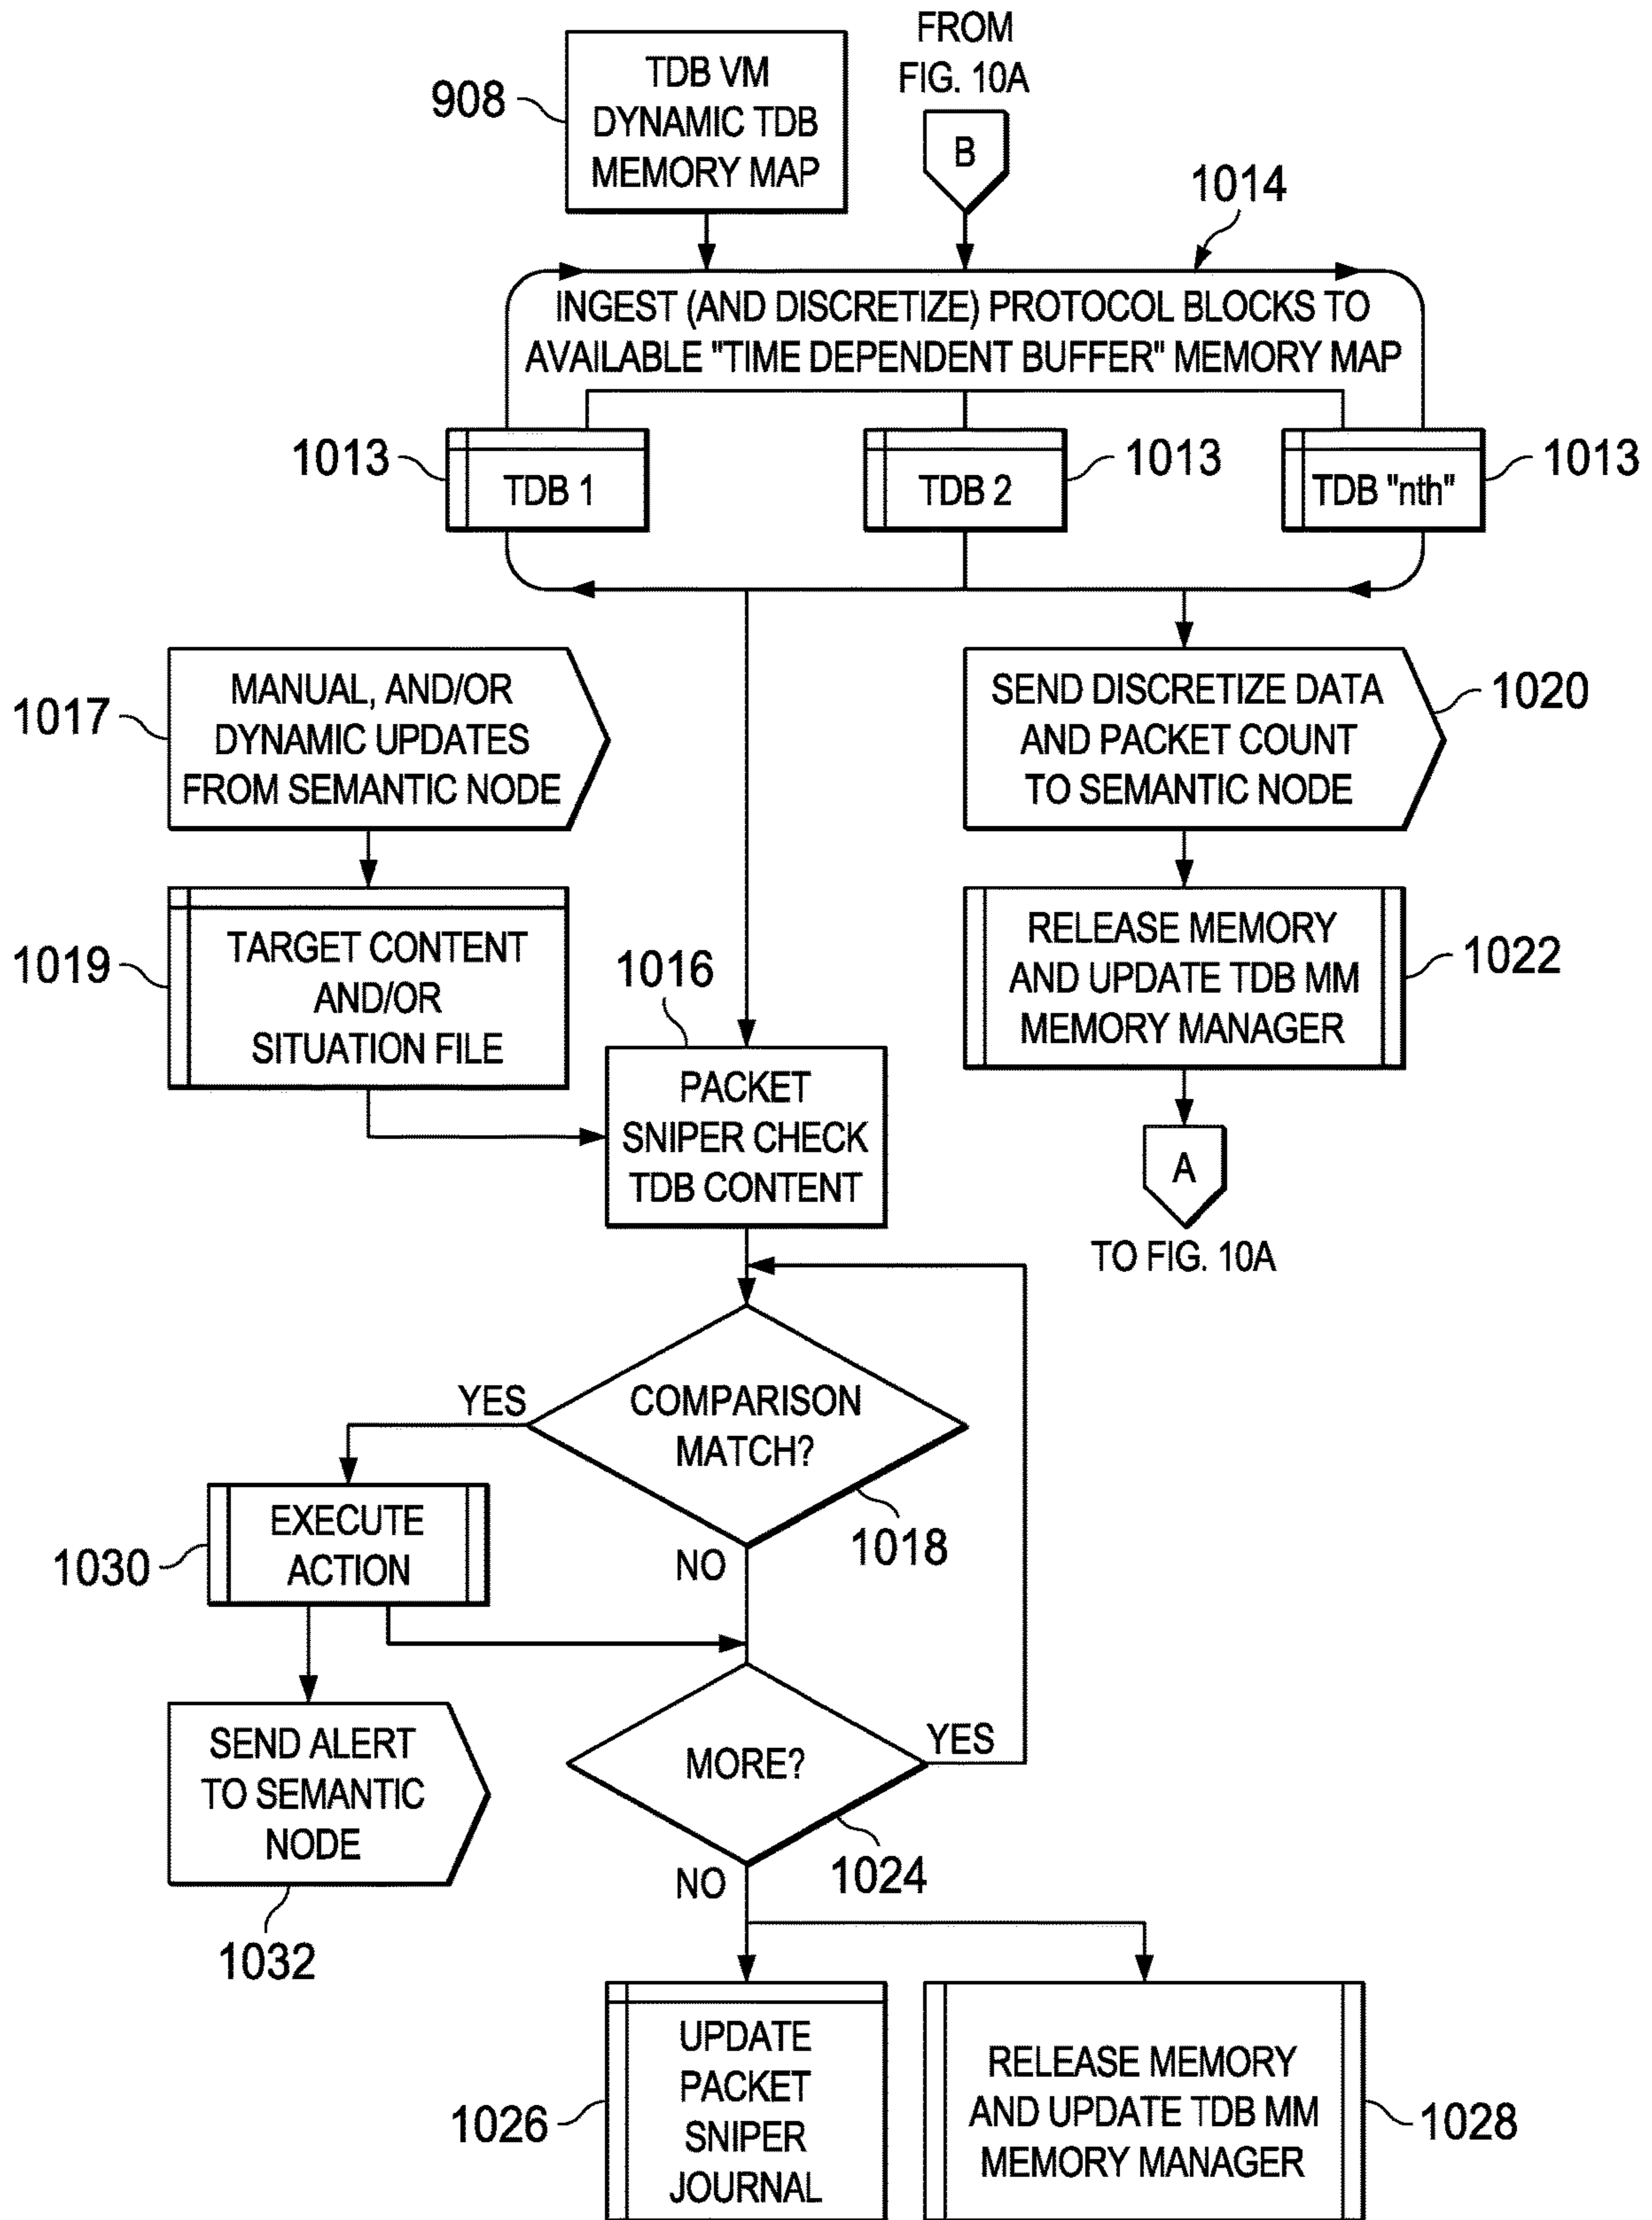 FROM
FIG. 10A
908
TDB VM
DYNAMIC TDB
MEMORY MAP
B
1014
INGEST (AND DISCRETIZE) PROTOCOL BLOCKS TO
AVAILABLE "TIME DEPENDENT BUFFER" MEMORY MAP
1013
TDB 1
TDB 2
1013
TDB "nth"
1013
1017
MANUAL, AND/OR
DYNAMIC UPDATES
FROM SEMANTIC NODE
SEND DISCRETIZE DATA
AND PACKET COUNT
TO SEMANTIC NODE
1020
1019
TARGET CONTENT
AND/OR
SITUATION FILE
1016
RELEASE MEMORY
AND UPDATE TDB MM
MEMORY MANAGER
1022
PACKET
SNIPER CHECK
TDB CONTENT
A
TO FIG. 10A
YES
COMPARISON
MATCH?
1018
NO
1030
EXECUTE
ACTION
SEND ALERT
TO SEMANTIC
NODE
1032
MORE?
YES
1024
NO
1026
UPDATE
PACKET
SNIPER
JOURNAL
RELEASE MEMORY
AND UPDATE TDB MM
MEMORY MANAGER
1028